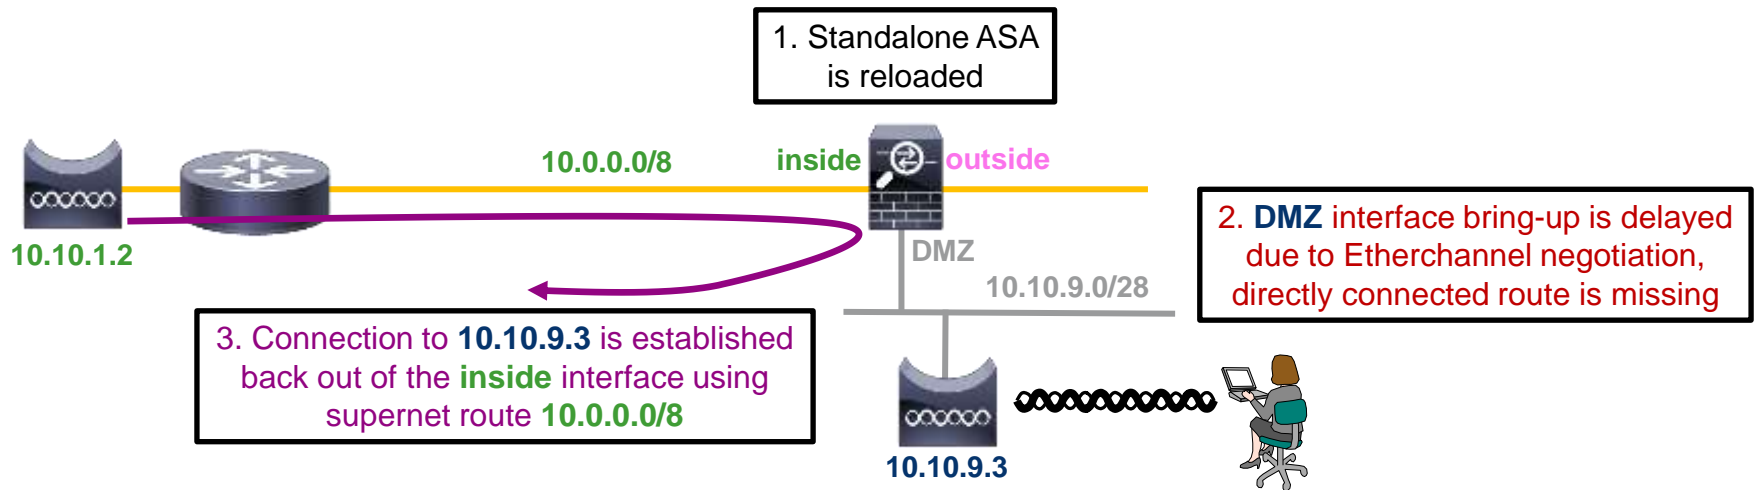 1. Standalone ASA
is reloaded
10.0.0.0/8
inside
outside
10.10.1.2
DMZ
10.10.9.0/28
2. DMZ interface bring-up is delayed
due to Etherchannel negotiation,
directly connected route is missing
3. Connection to 10.10.9.3 is established
back out of the inside interface using
supernet route 10.0.0.0/8
10.10.9.3